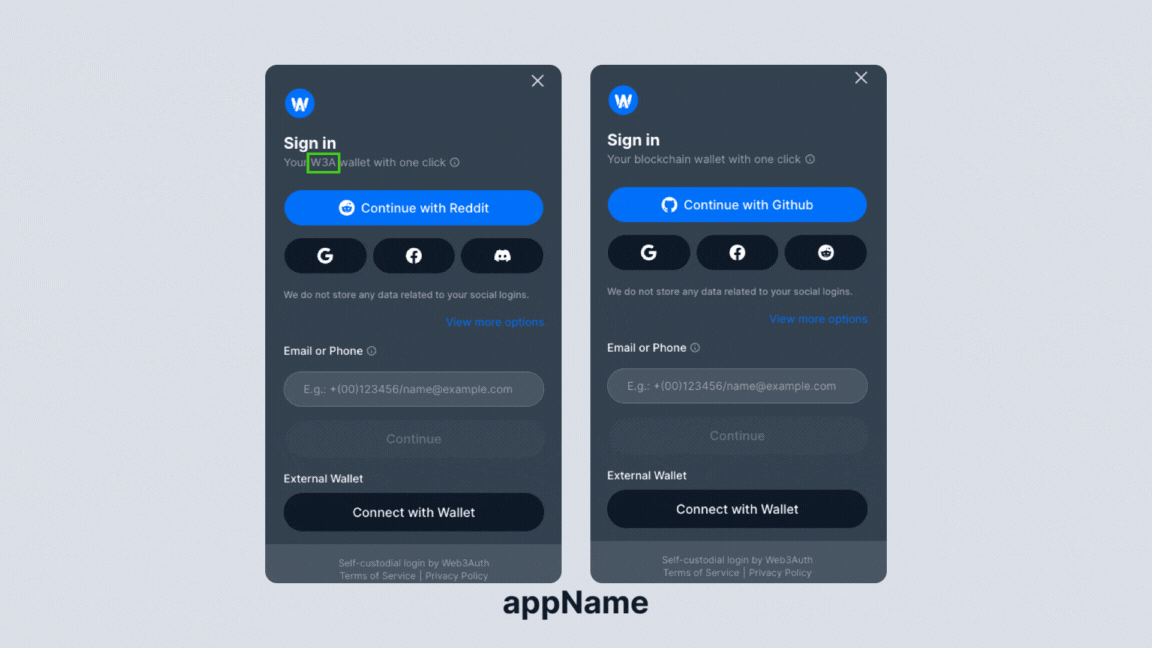 W
Sign in
Your W3A wallet with one click
Continue with Reddit
G
We do not store any data related to your social logins.
View more options
Email or Phone
E.g.: +(00)123456/name@example.com
Continue
External Wallet
Connect with Wallet
Self-custodial login by Web3Auth
Terms of Service | Privacy Policy
W
Sign in
Your blockchain wallet with one click
Continue with Github
G
We do not store any data related to your social logins.
View more options
Email or Phone
E.g.: +(00)123456/name@example.com
Continue
External Wallet
Connect with Wallet
Self-custodial login by Web3Auth
Terms of Service | Privacy Policy
appName